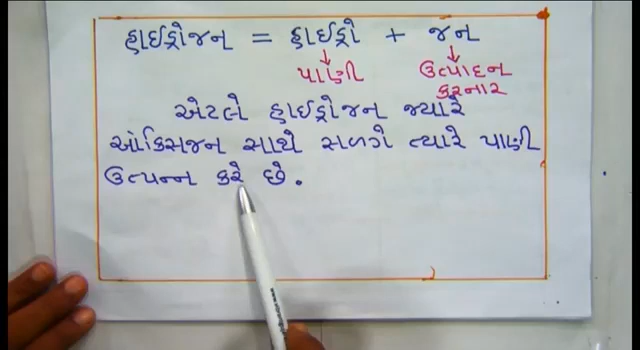 હાઈડ્રોજન = હાઈડ્રો + જન
પાણી ઉત્પાદન
કરનાર
એટલે હાઈડ્રોજન જ્યારે
ઓક્સિજન સાથે સળગે ત્યારે પાણી
ઉત્પન્ન કરે છે.